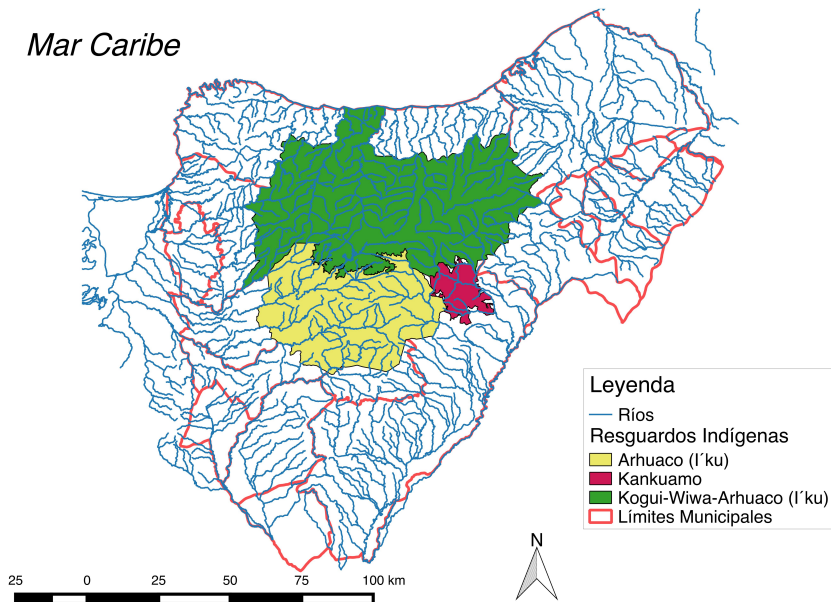 Mar Caribe
Leyenda
Ríos
Resguardos Indígenas
Arhuaco (I´ku)
Kankuamo
Kogui-Wiwa-Arhuaco (I´ku)
Límites Municipales
N
25 0 25 50 75 100 km